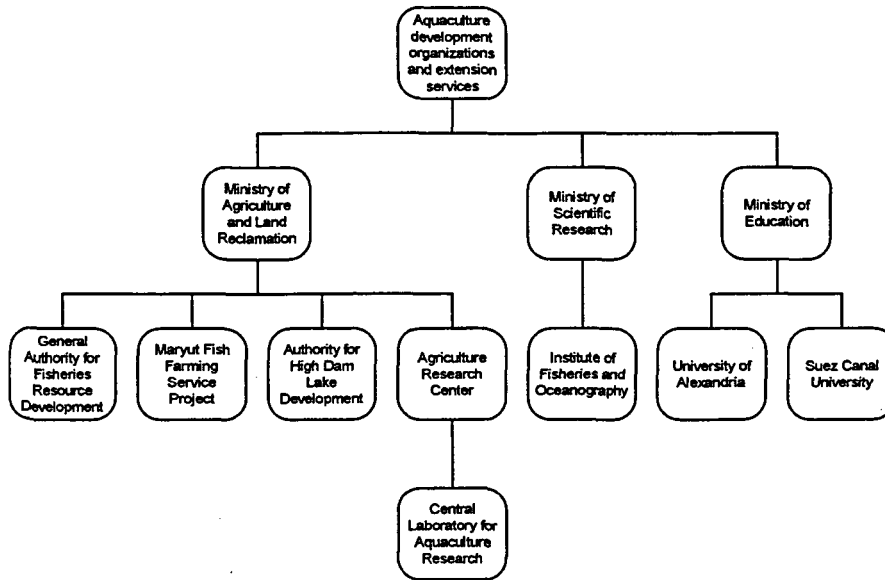 Aquaculture
development
organizations
and extension
services
Ministry of
Agriculture
and Land
Reclamation
Ministry of
Scientific
Research
Ministry of
Education
General
Authority for
Fisheries
Resource
Development
Maryut Fish
Farming
Service
Project
Authority for
High Dam
Lake
Development
Agriculture
Research
Center
Institute of
Fisheries and
Oceanography
University of
Alexandria
Suez Canal
University
Central
Laboratory for
Aquaculture
Research